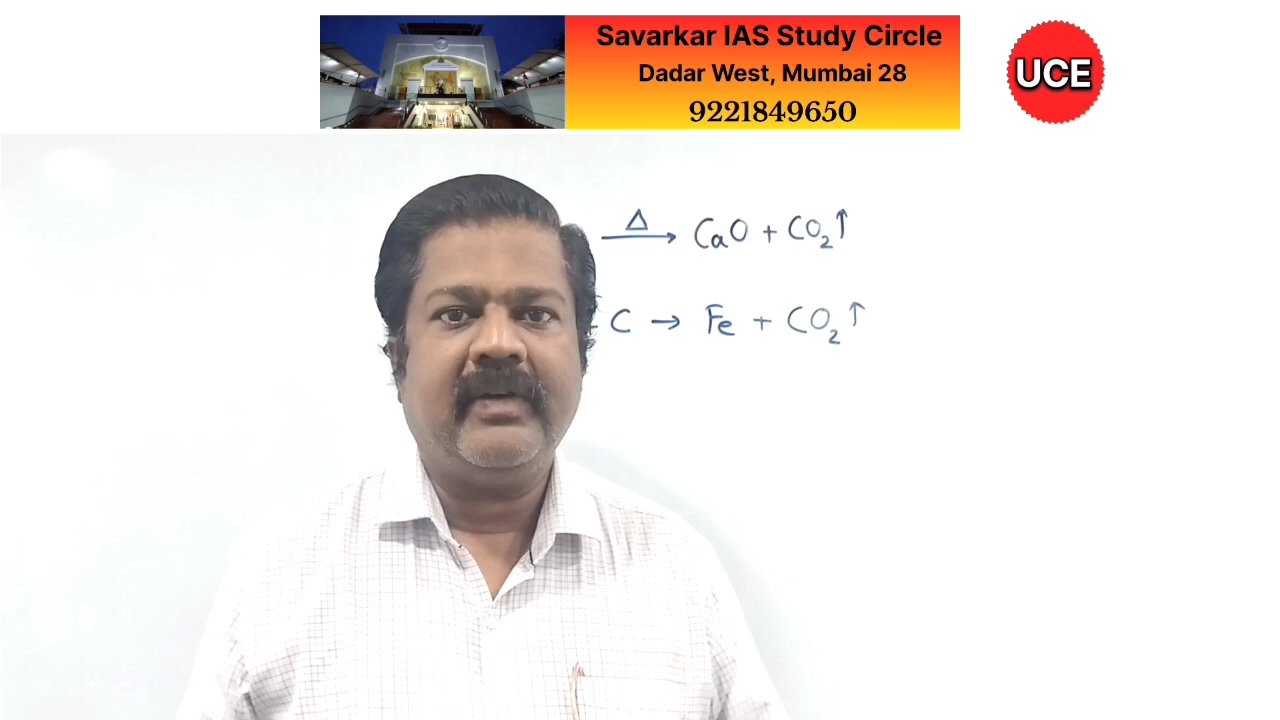 Savarkar IAS Study Circle
Dadar West, Mumbai 28
9221849650
UCE
Δ
→ CaO + CO₂↑
C → Fe + CO₂↑